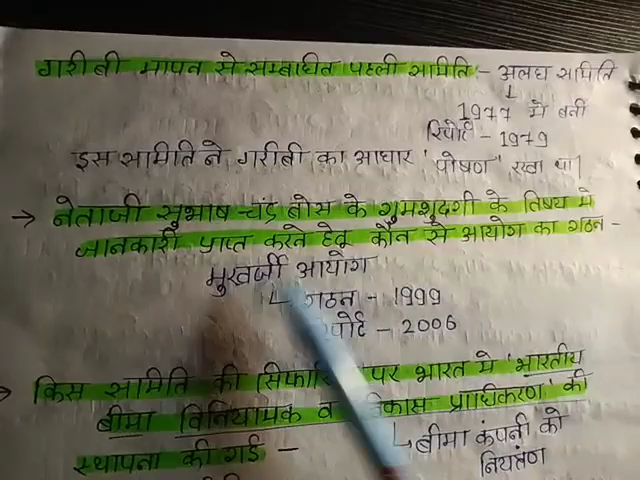 गरीबी मापन से सम्बाधित पहली समिति - अलघ समिति
↓
1977 मे बनी
रिपोर्ट - 1979
इस समिति ने गरीबी का आधार 'पोषण' रखा था।
→ नेताजी सुभाष चंद्र बोस के गुमशुदगी के विषय मे
जानकारी प्राप्त करने हेतू कौन से आयोग का गठन -
मुखर्जी आयोग
↳ गठन - 1999
पोर्ट - 2006
→ किस समिति की सिफारि पर भारत मे 'भारतीय
बीमा विनियामक व विकास प्राधिकरण' की
स्थापना की गई - ↳ बीमा कंपनी को
नियंत्रण